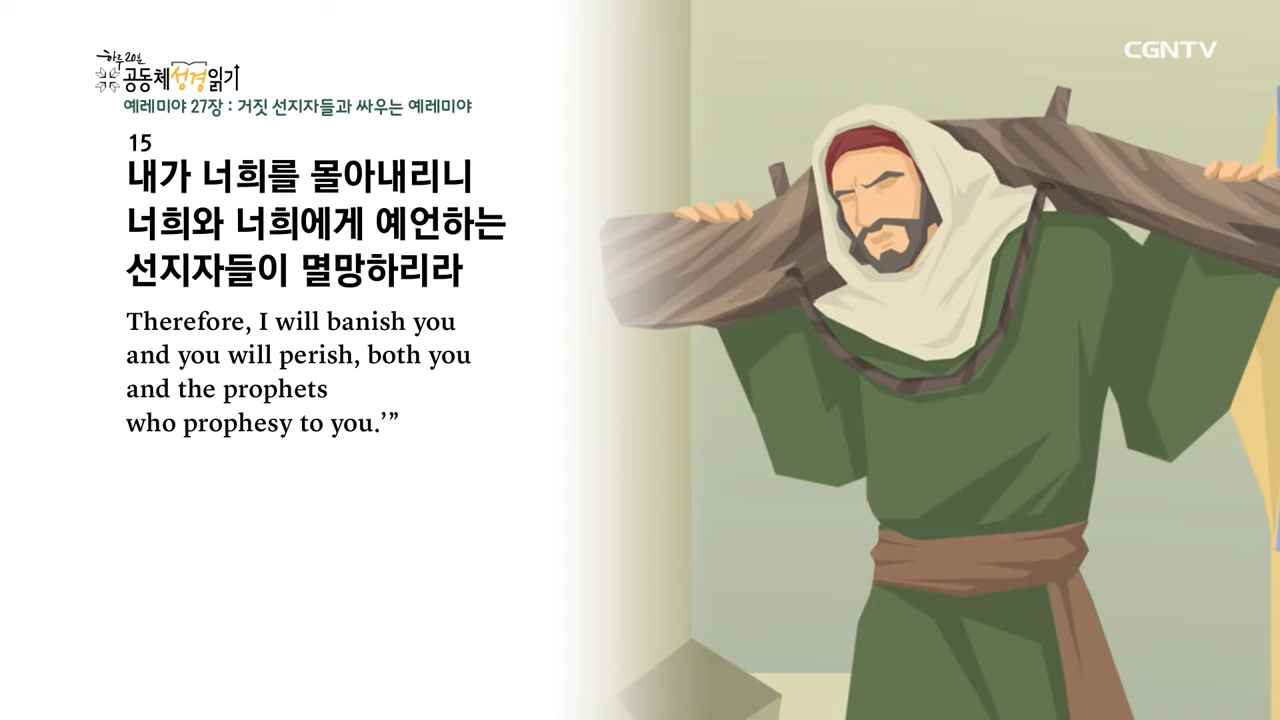 CGNTV
하루 20분
공동체성경읽기
예레미야 27장 : 거짓 선지자들과 싸우는 예레미야
15
내가 너희를 몰아내리니
너희와 너희에게 예언하는
선지자들이 멸망하리라
Therefore, I will banish you
and you will perish, both you
and the prophets
who prophesy to you.’”